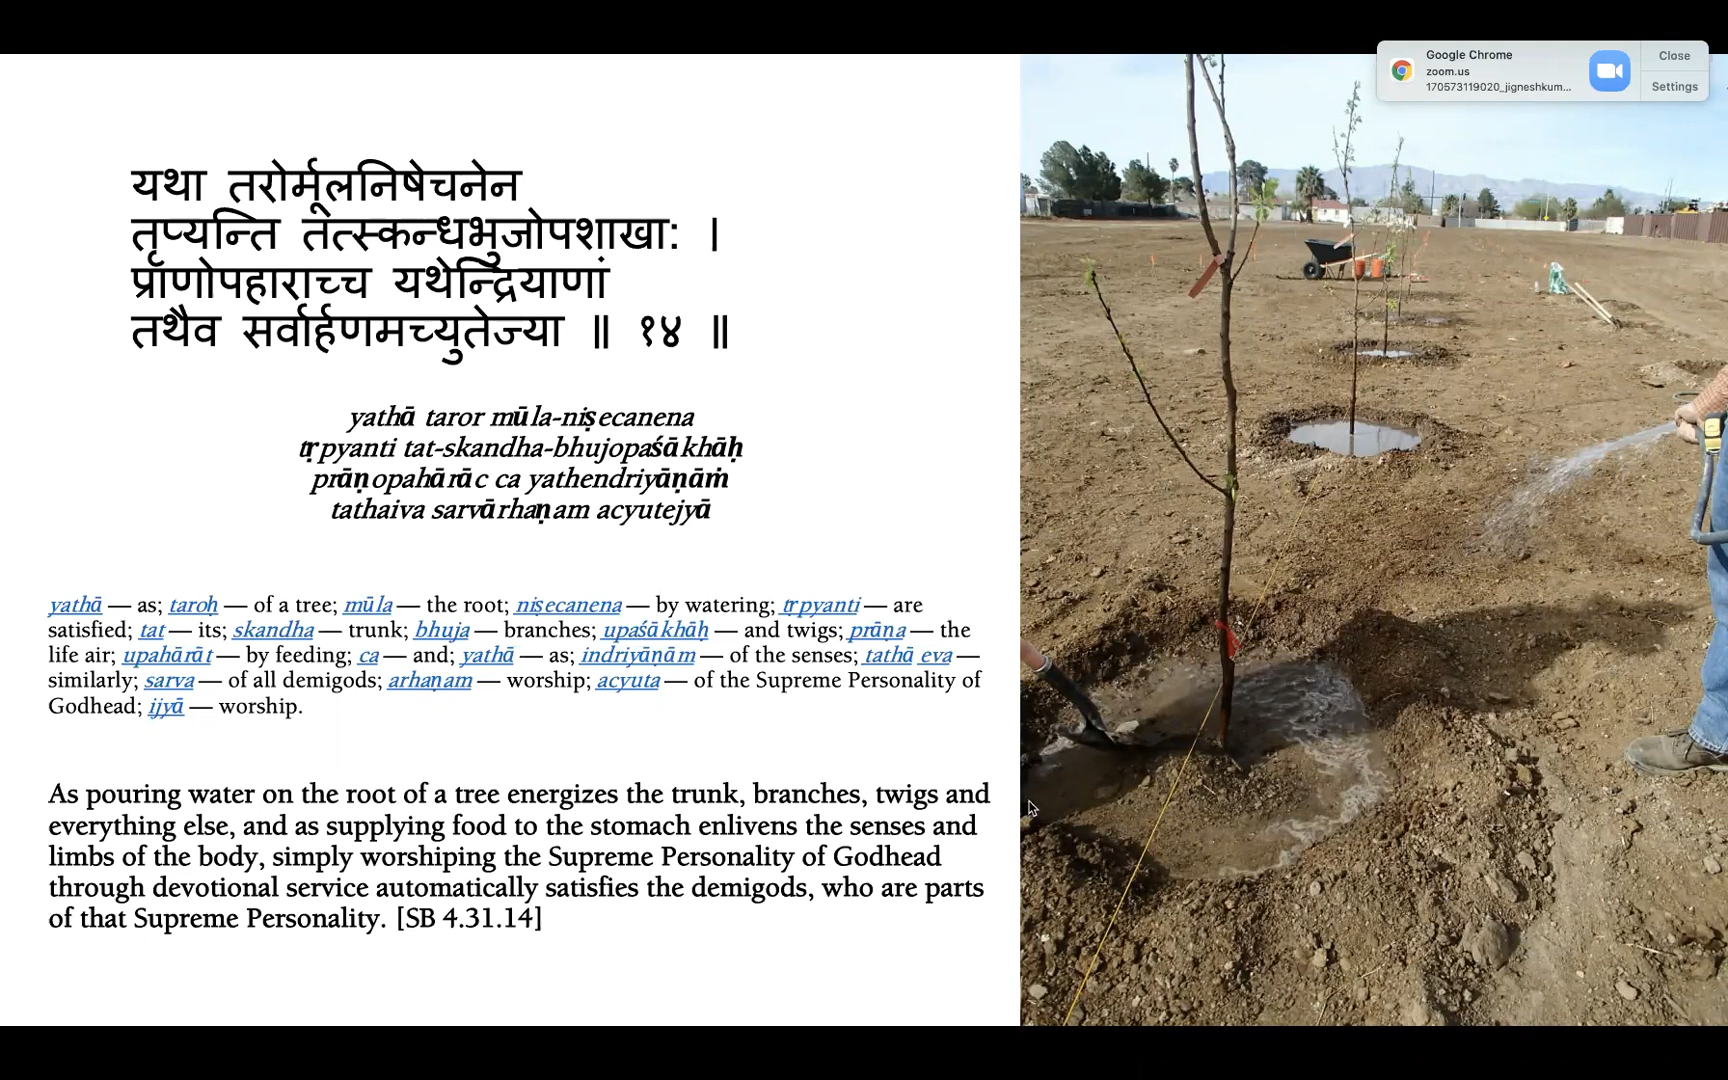 यथा तरोर्मूलनिषेचनेन
तृप्यन्ति तत्स्कन्धभुजोपशाखा: ।
प्राणोपहाराच्च यथेन्द्रियाणां
तथैव सर्वार्हणमच्युतेज्या ॥ १४ ॥
yathā taror mūla-niṣecanena
tṛpyanti tat-skandha-bhujopaśākhāḥ
prāṇopahārāc ca yathendriyāṇāṁ
tathaiva sarvārhaṇam acyutejyā
yathā — as; taroḥ — of a tree; mūla — the root; niṣecanena — by watering; tṛpyanti — are
satisfied; tat — its; skandha — trunk; bhuja — branches; upaśākhāḥ — and twigs; prāṇa — the
life air; upahārāt — by feeding; ca — and; yathā — as; indriyāṇām — of the senses; tathā eva —
similarly; sarva — of all demigods; arhaṇam — worship; acyuta — of the Supreme Personality of
Godhead; ijyā — worship.
As pouring water on the root of a tree energizes the trunk, branches, twigs and
everything else, and as supplying food to the stomach enlivens the senses and
limbs of the body, simply worshiping the Supreme Personality of Godhead
through devotional service automatically satisfies the demigods, who are parts
of that Supreme Personality. [SB 4.31.14]
Google Chrome
zoom.us
170573119020_jigneshkum...
Close
Settings